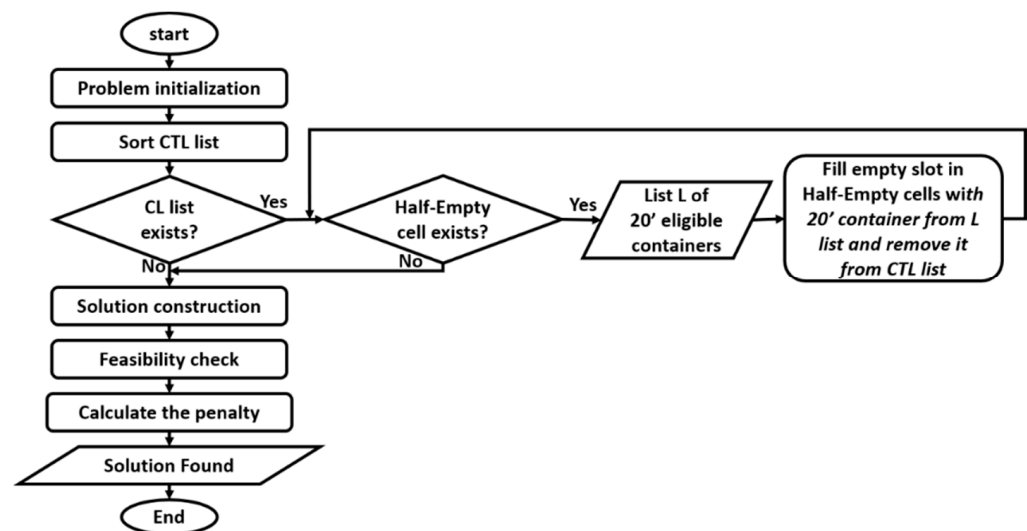 start
Problem initialization
Sort CTL list
CL list
exists?
Yes
No
Half-Empty
cell exists?
Yes
No
List L of
20' eligible
containers
Fill empty slot in
Half-Empty cells with
20' container from L
list and remove it
from CTL list
Solution construction
Feasibility check
Calculate the penalty
Solution Found
End